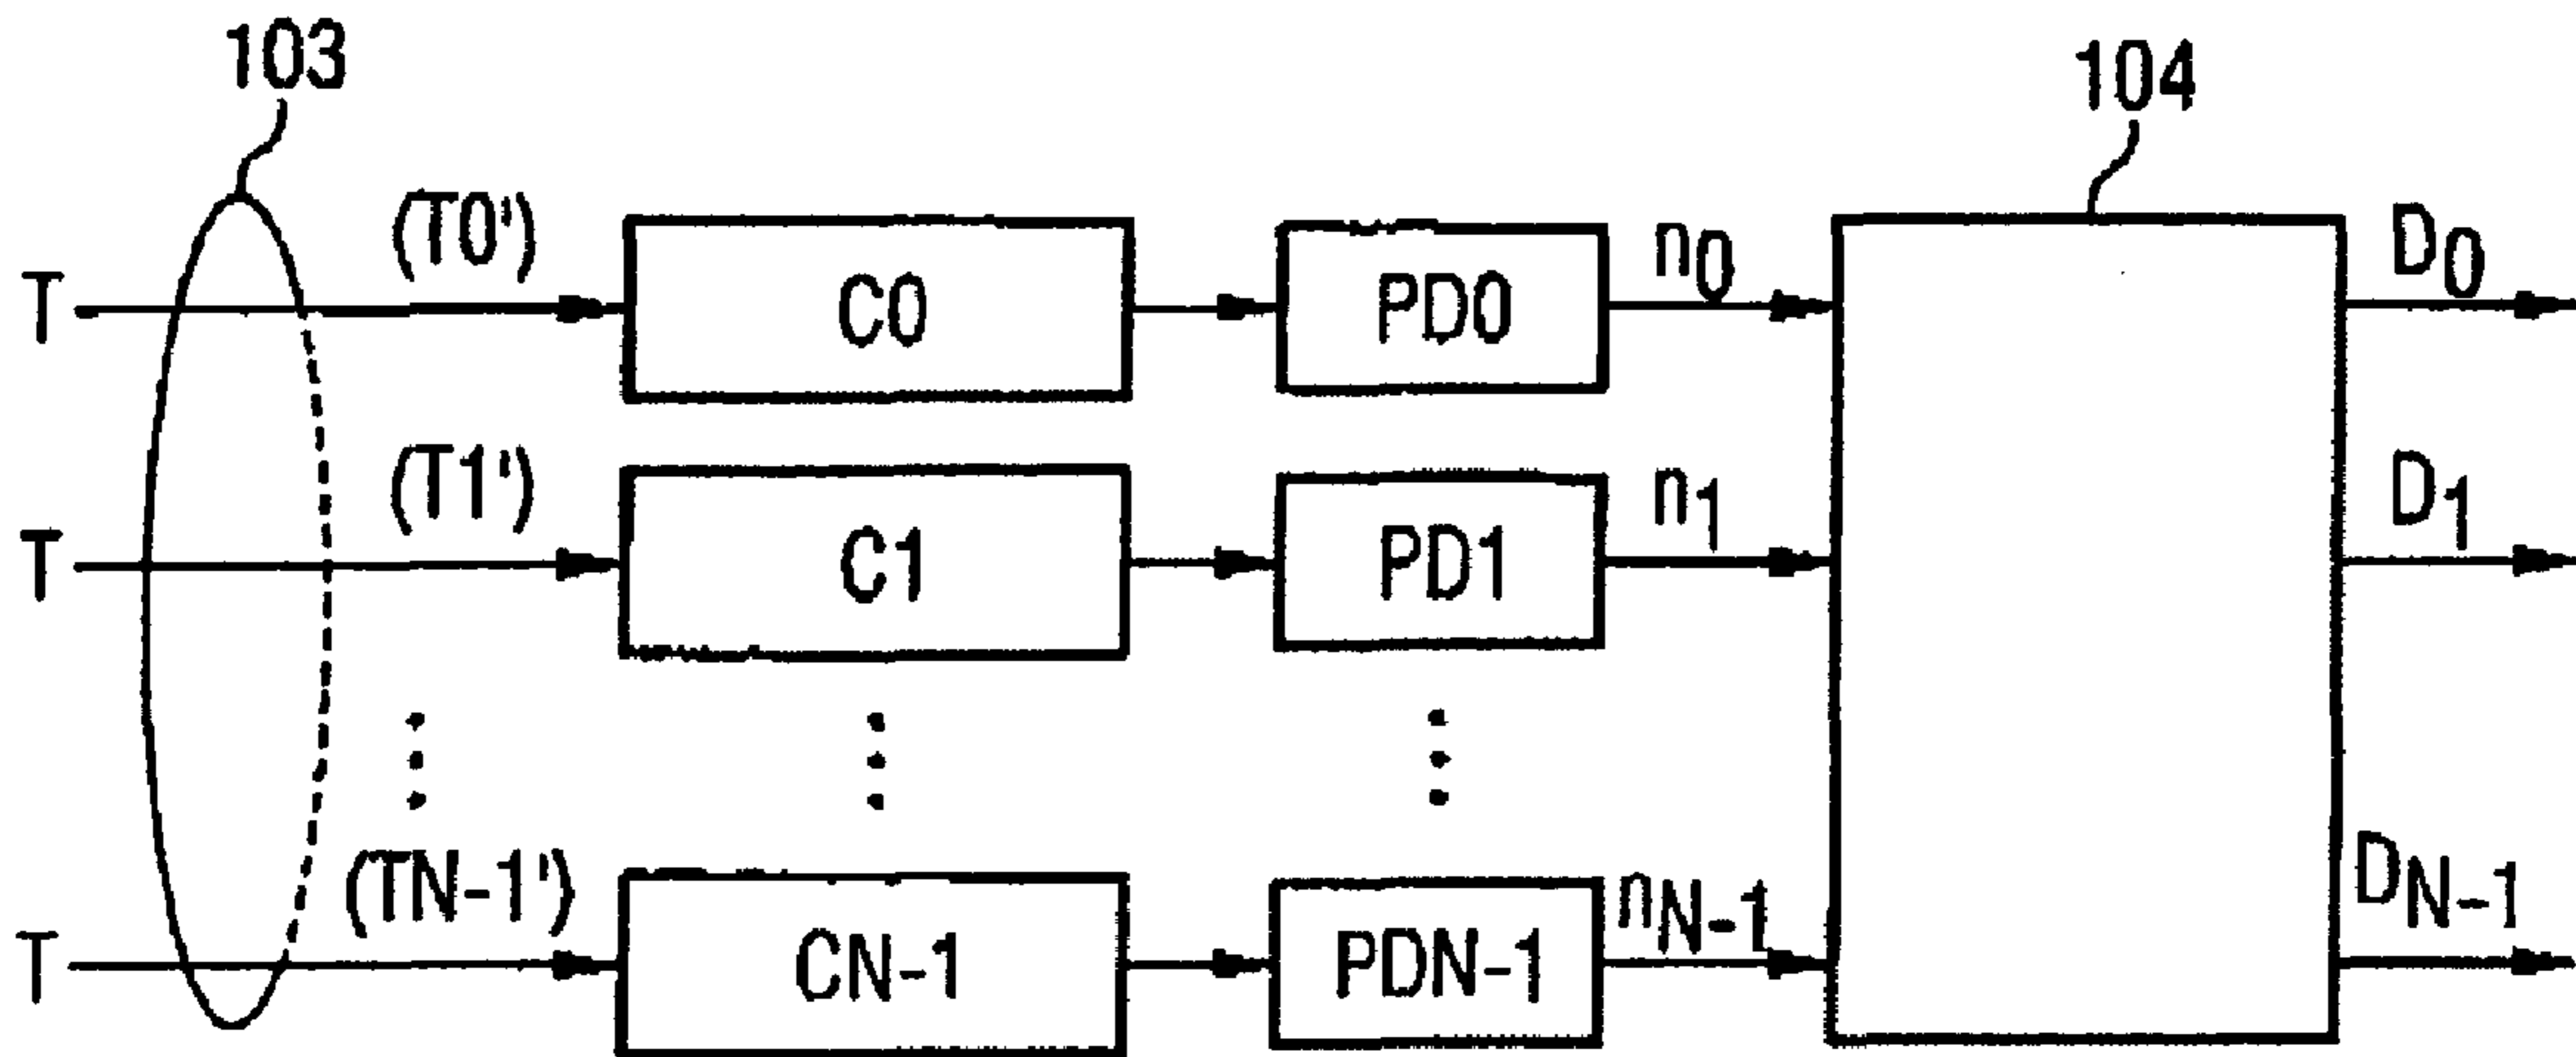 103
104
T (T0') C0 PD0 n0 D0
T (T1') C1 PD1 n1 D1
T (TN-1') CN-1 PDN-1 nN-1 DN-1